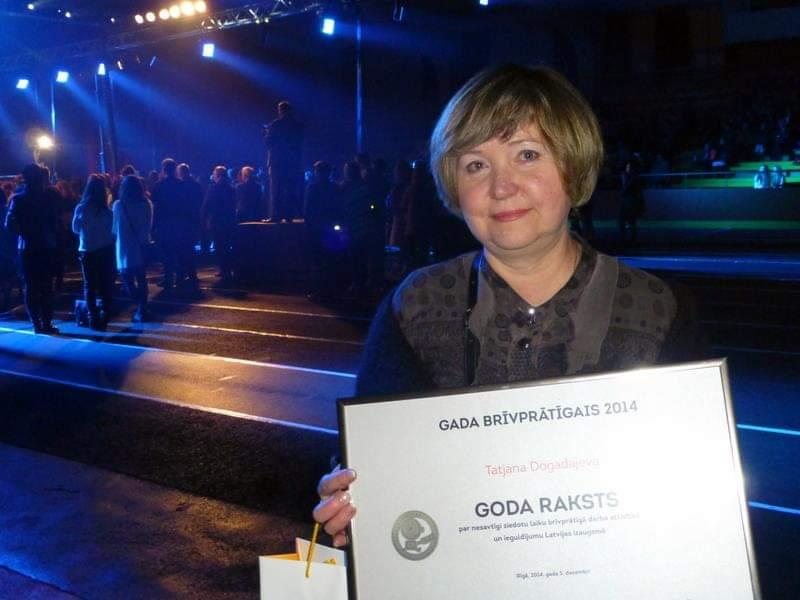 GADA BRĪVPRĀTĪGAIS 2014
Tatjana Dogadajeva
GODA RAKSTS
par nesavtīgi ziedotu laiku brīvprātīgā darba attīstībā
un ieguldījumu Latvijas izaugsmē
Rīgā, 2014. gada 5. decembrī